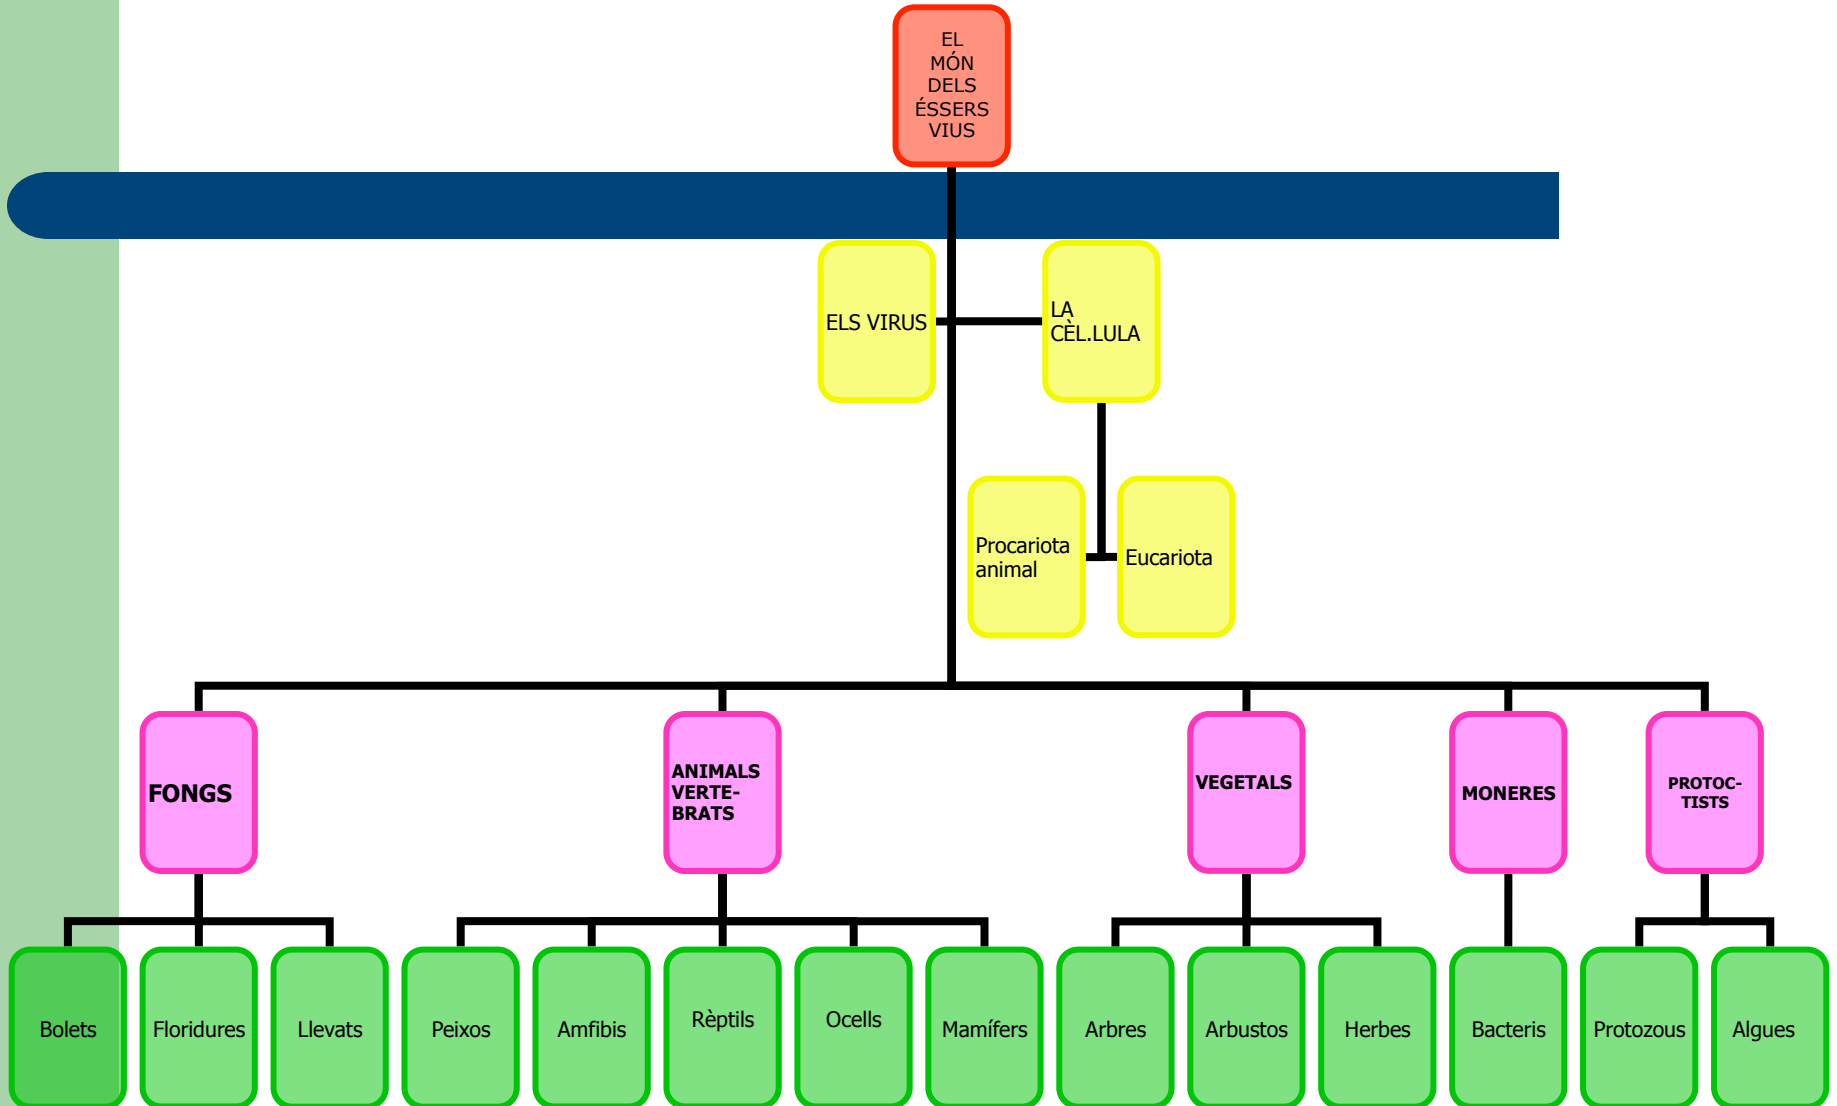 EL
MÓN
DELS
ÉSSERS
VIUS
ELS VIRUS
LA
CÈL.LULA
Procariota
animal
Eucariota
FONGS
ANIMALS
VERTE-
BRATS
VEGETALS
MONERES
PROTOC-
TISTS
Bolets
Floridures
Llevats
Peixos
Amfibis
Rèptils
Ocells
Mamífers
Arbres
Arbustos
Herbes
Bacteris
Protozous
Algues